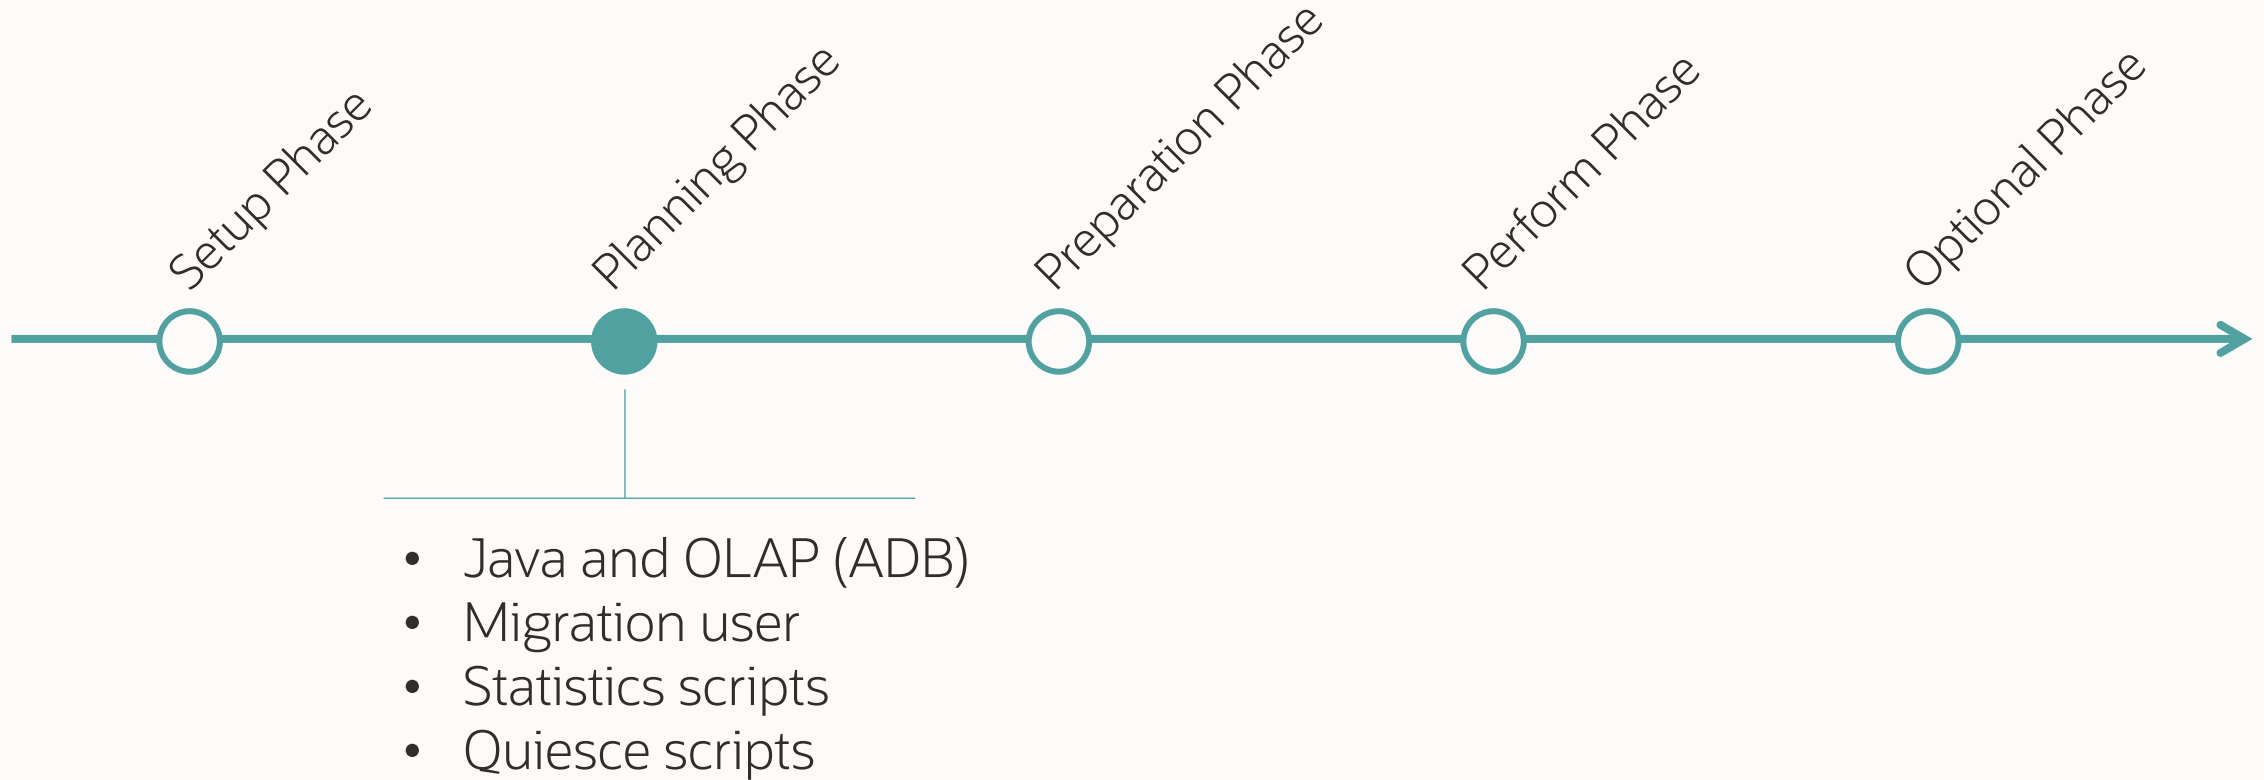 Setup Phase
Planning Phase
Preparation Phase
Perform Phase
Optional Phase
• Java and OLAP (ADB)
• Migration user
• Statistics scripts
• Quiesce scripts